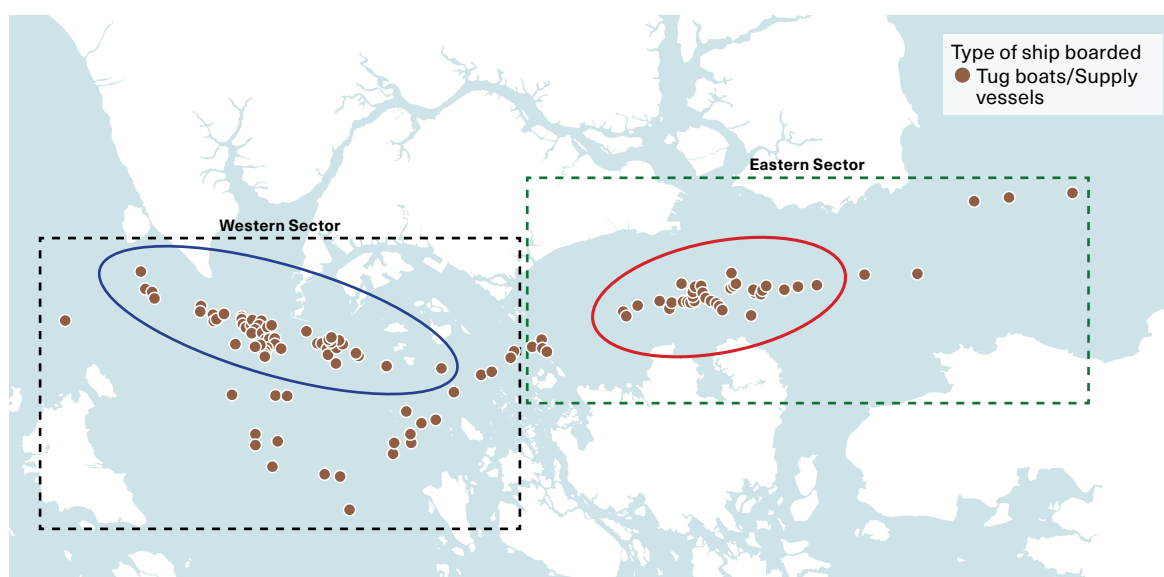 Type of ship boarded
Tug boats/Supply
vessels
Eastern Sector
Western Sector